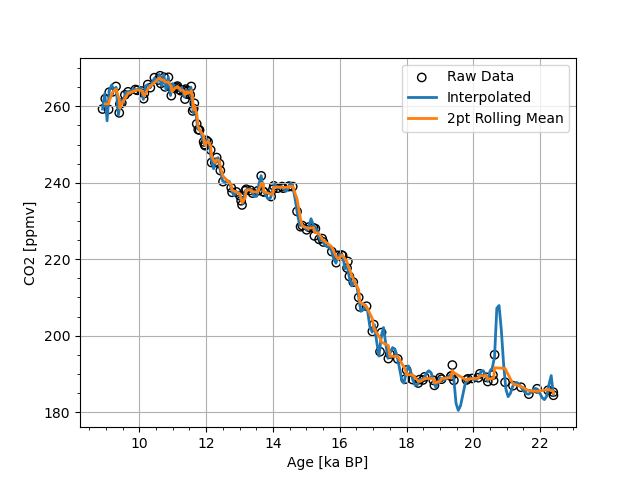 Raw Data
Interpolated
2pt Rolling Mean
260
240
220
200
180
CO2 [ppmv]
10 12 14 16 18 20 22
Age [ka BP]